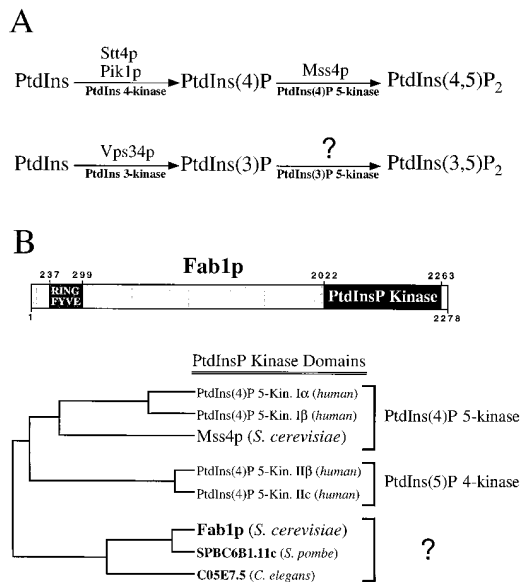 A
Stt4p
Pik1p
Mss4p
PtdIns PtdIns(4)P PtdIns(4,5)P2
PtdIns 4-kinase PtdIns(4)P 5-kinase
Vps34p ?
PtdIns PtdIns(3)P PtdIns(3,5)P2
PtdIns 3-kinase PtdIns(3)P 5-kinase
B
Fab1p
237 299 2022 2263
RING
FYVE
PtdInsP Kinase
1 2278
PtdInsP Kinase Domains
PtdIns(4)P 5-Kin. Iα (human)
PtdIns(4)P 5-Kin. Iβ (human)
Mss4p (S. cerevisiae)
PtdIns(4)P 5-kinase
PtdIns(4)P 5-Kin. IIβ (human)
PtdIns(4)P 5-Kin. IIc (human)
PtdIns(5)P 4-kinase
Fab1p (S. cerevisiae)
SPBC6B1.11c (S. pombe)
C05E7.5 (C. elegans)
?